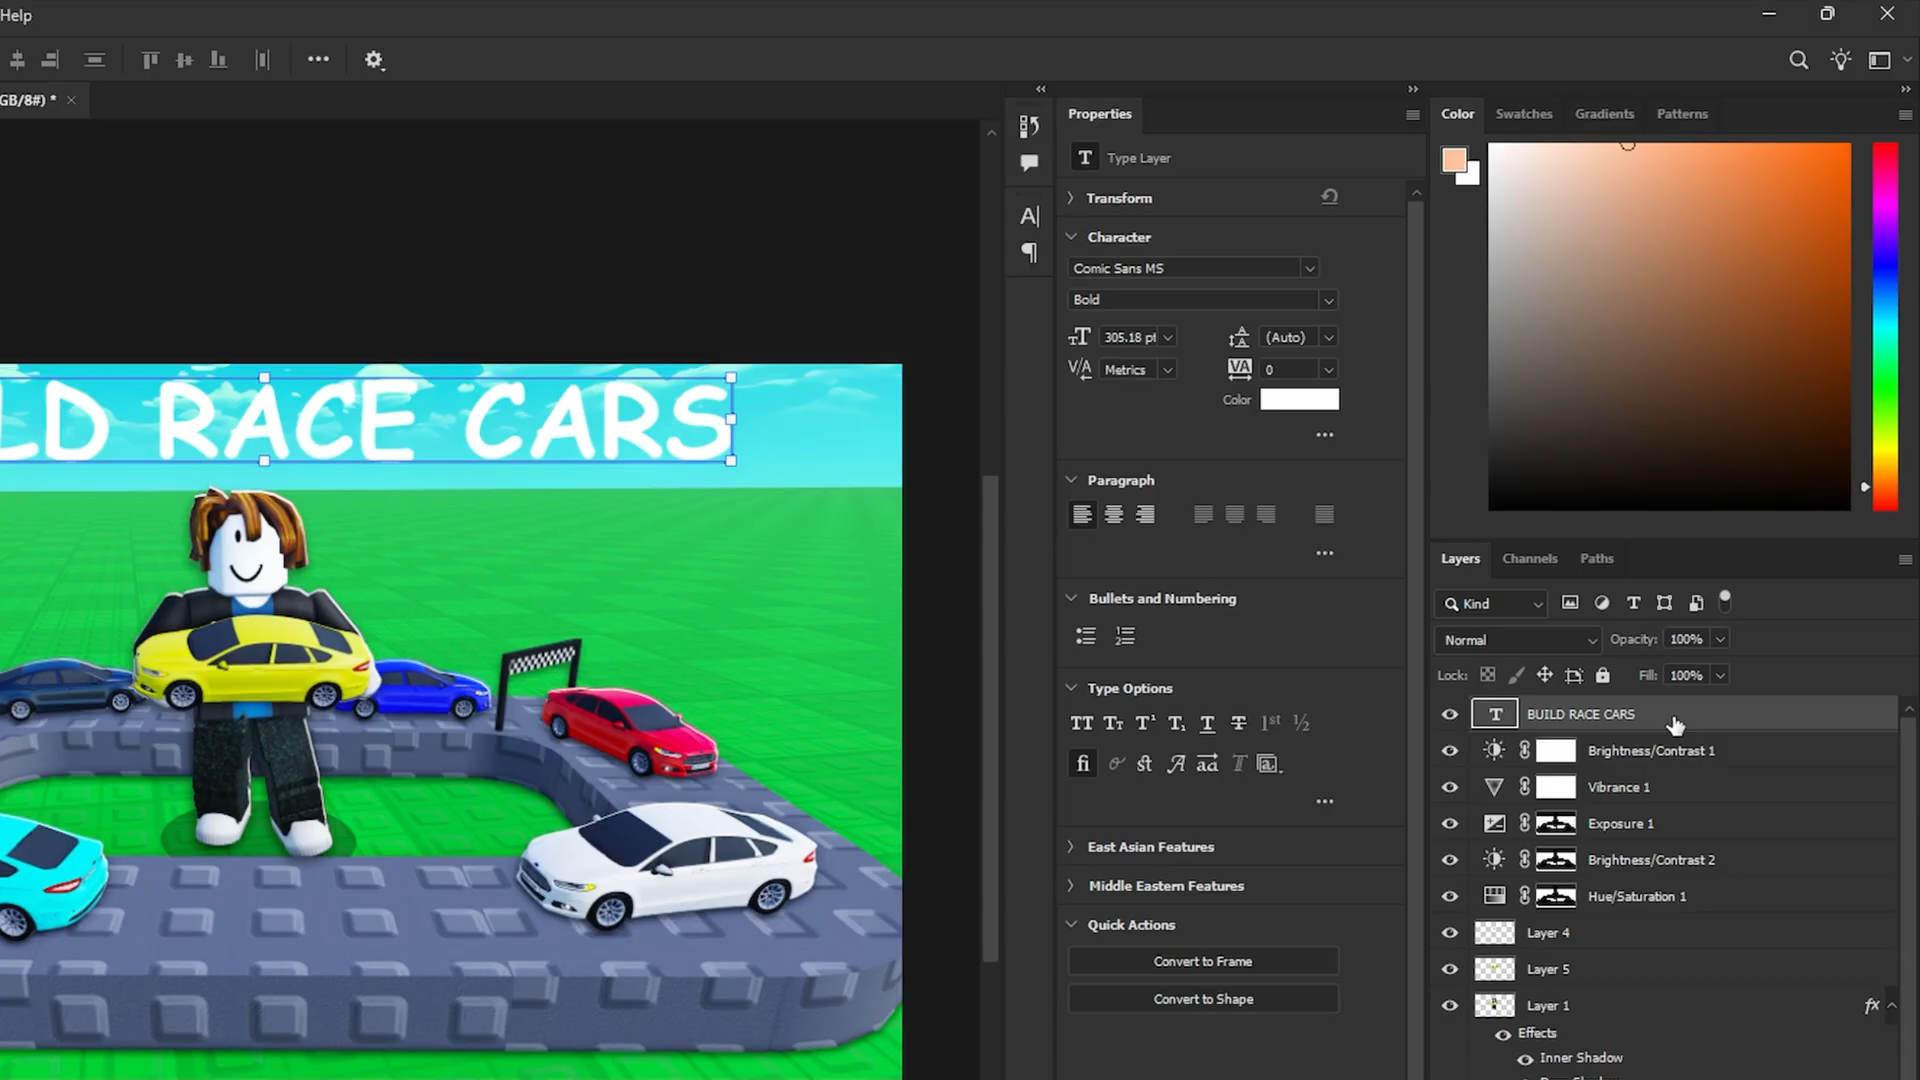 Help
GB/8#) *
Properties
Color
Swatches
Gradients
Patterns
T
Type Layer
Transform
Character
Comic Sans MS
Bold
305.18 pt
(Auto)
Metrics
0
Color
LD RACE CARS
Paragraph
Layers
Channels
Paths
Bullets and Numbering
Kind
Normal
Opacity:
100%
Lock:
Fill:
100%
Type Options
BUILD RACE CARS
Brightness/Contrast 1
Vibrance 1
Exposure 1
Brightness/Contrast 2
Hue/Saturation 1
East Asian Features
Middle Eastern Features
Quick Actions
Convert to Frame
Convert to Shape
Layer 4
Layer 5
Layer 1
fx
Effects
Inner Shadow